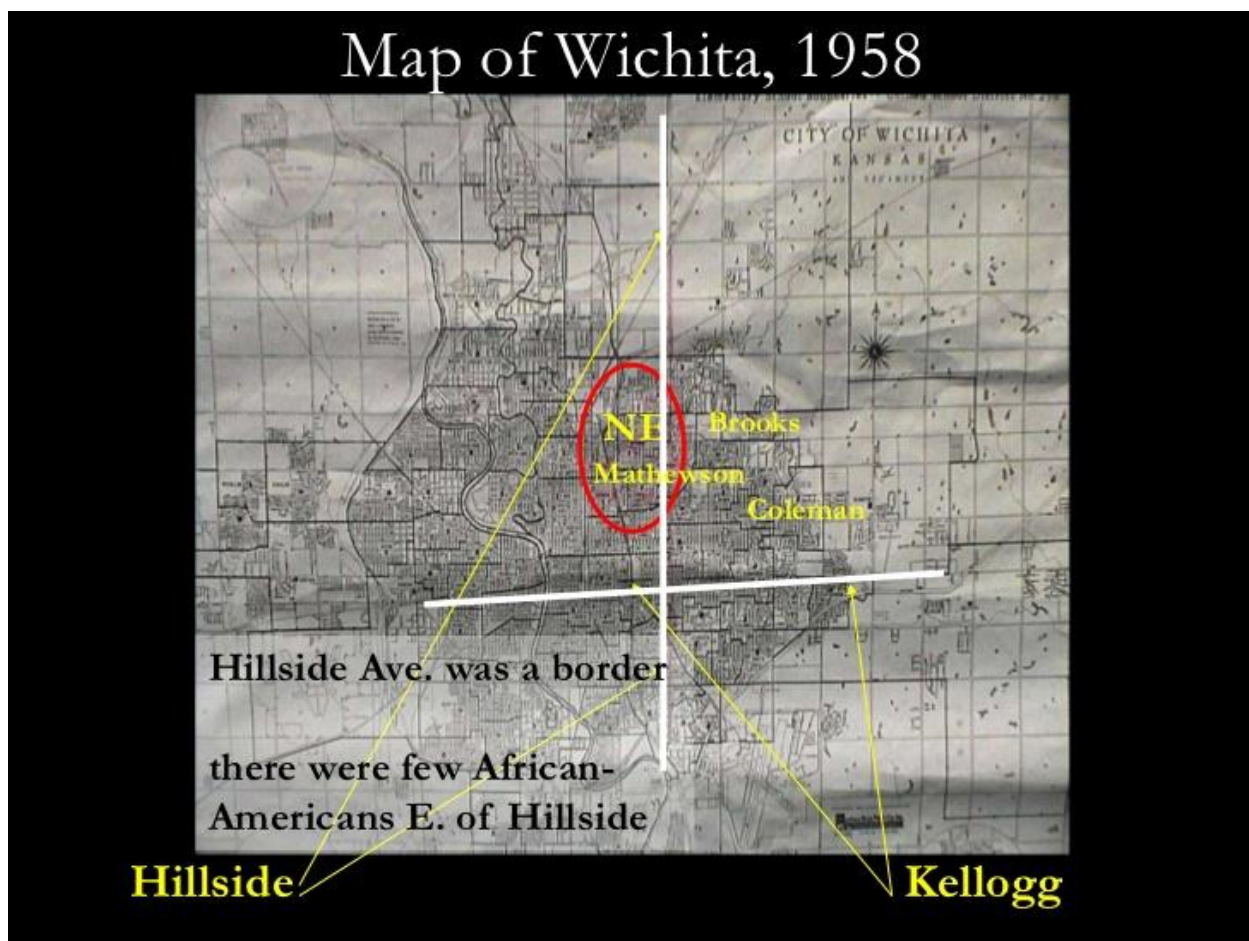 Map of Wichita, 1958
CITY OF WICHITA
KANSAS
NE
Brooks
Mathewson
Coleman
Hillside Ave. was a border
there were few African-
Americans E. of Hillside
Hillside
Kellogg